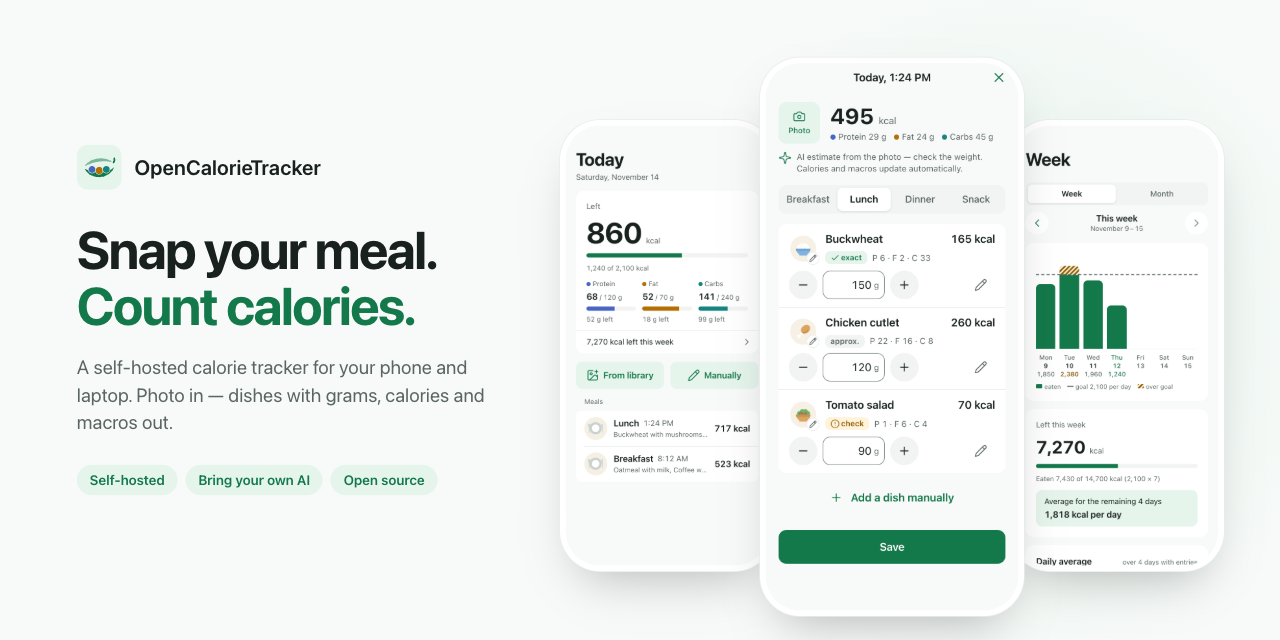 OpenCalorieTracker
Snap your meal.
Count calories.
A self-hosted calorie tracker for your phone and
laptop. Photo in — dishes with grams, calories and
macros out.
Self-hosted
Bring your own AI
Open source
Today
Saturday, November 14
Left
860 kcal
1,240 of 2,100 kcal
Protein Fat Carbs
68 / 120 g 52 / 70 g 141 / 240 g
52 g left 18 g left 99 g left
7,270 kcal left this week
From library
Manually
Meals
Lunch 1:24 PM 717 kcal
Buckwheat with mushrooms...
Breakfast 8:12 AM 523 kcal
Oatmeal with milk, Coffee w...
Today, 1:24 PM
Photo
495 kcal
Protein 29 g Fat 24 g Carbs 45 g
AI estimate from the photo — check the weight.
Calories and macros update automatically.
Breakfast Lunch Dinner Snack
Buckwheat 165 kcal
exact P 6 · F 2 · C 33
150 g
Chicken cutlet 260 kcal
approx. P 22 · F 16 · C 8
120 g
Tomato salad 70 kcal
check P 1 · F 6 · C 4
90 g
Add a dish manually
Save
Week
Week Month
This week
November 9 – 15
Mon Tue Wed Thu Fri Sat Sun
9 10 11 12 13 14 15
1,850 2,380 1,960 1,240
eaten goal 2,100 per day over goal
Left this week
7,270 kcal
Eaten 7,430 of 14,700 kcal (2,100 × 7)
Average for the remaining 4 days
1,818 kcal per day
Daily average over 4 days with entries